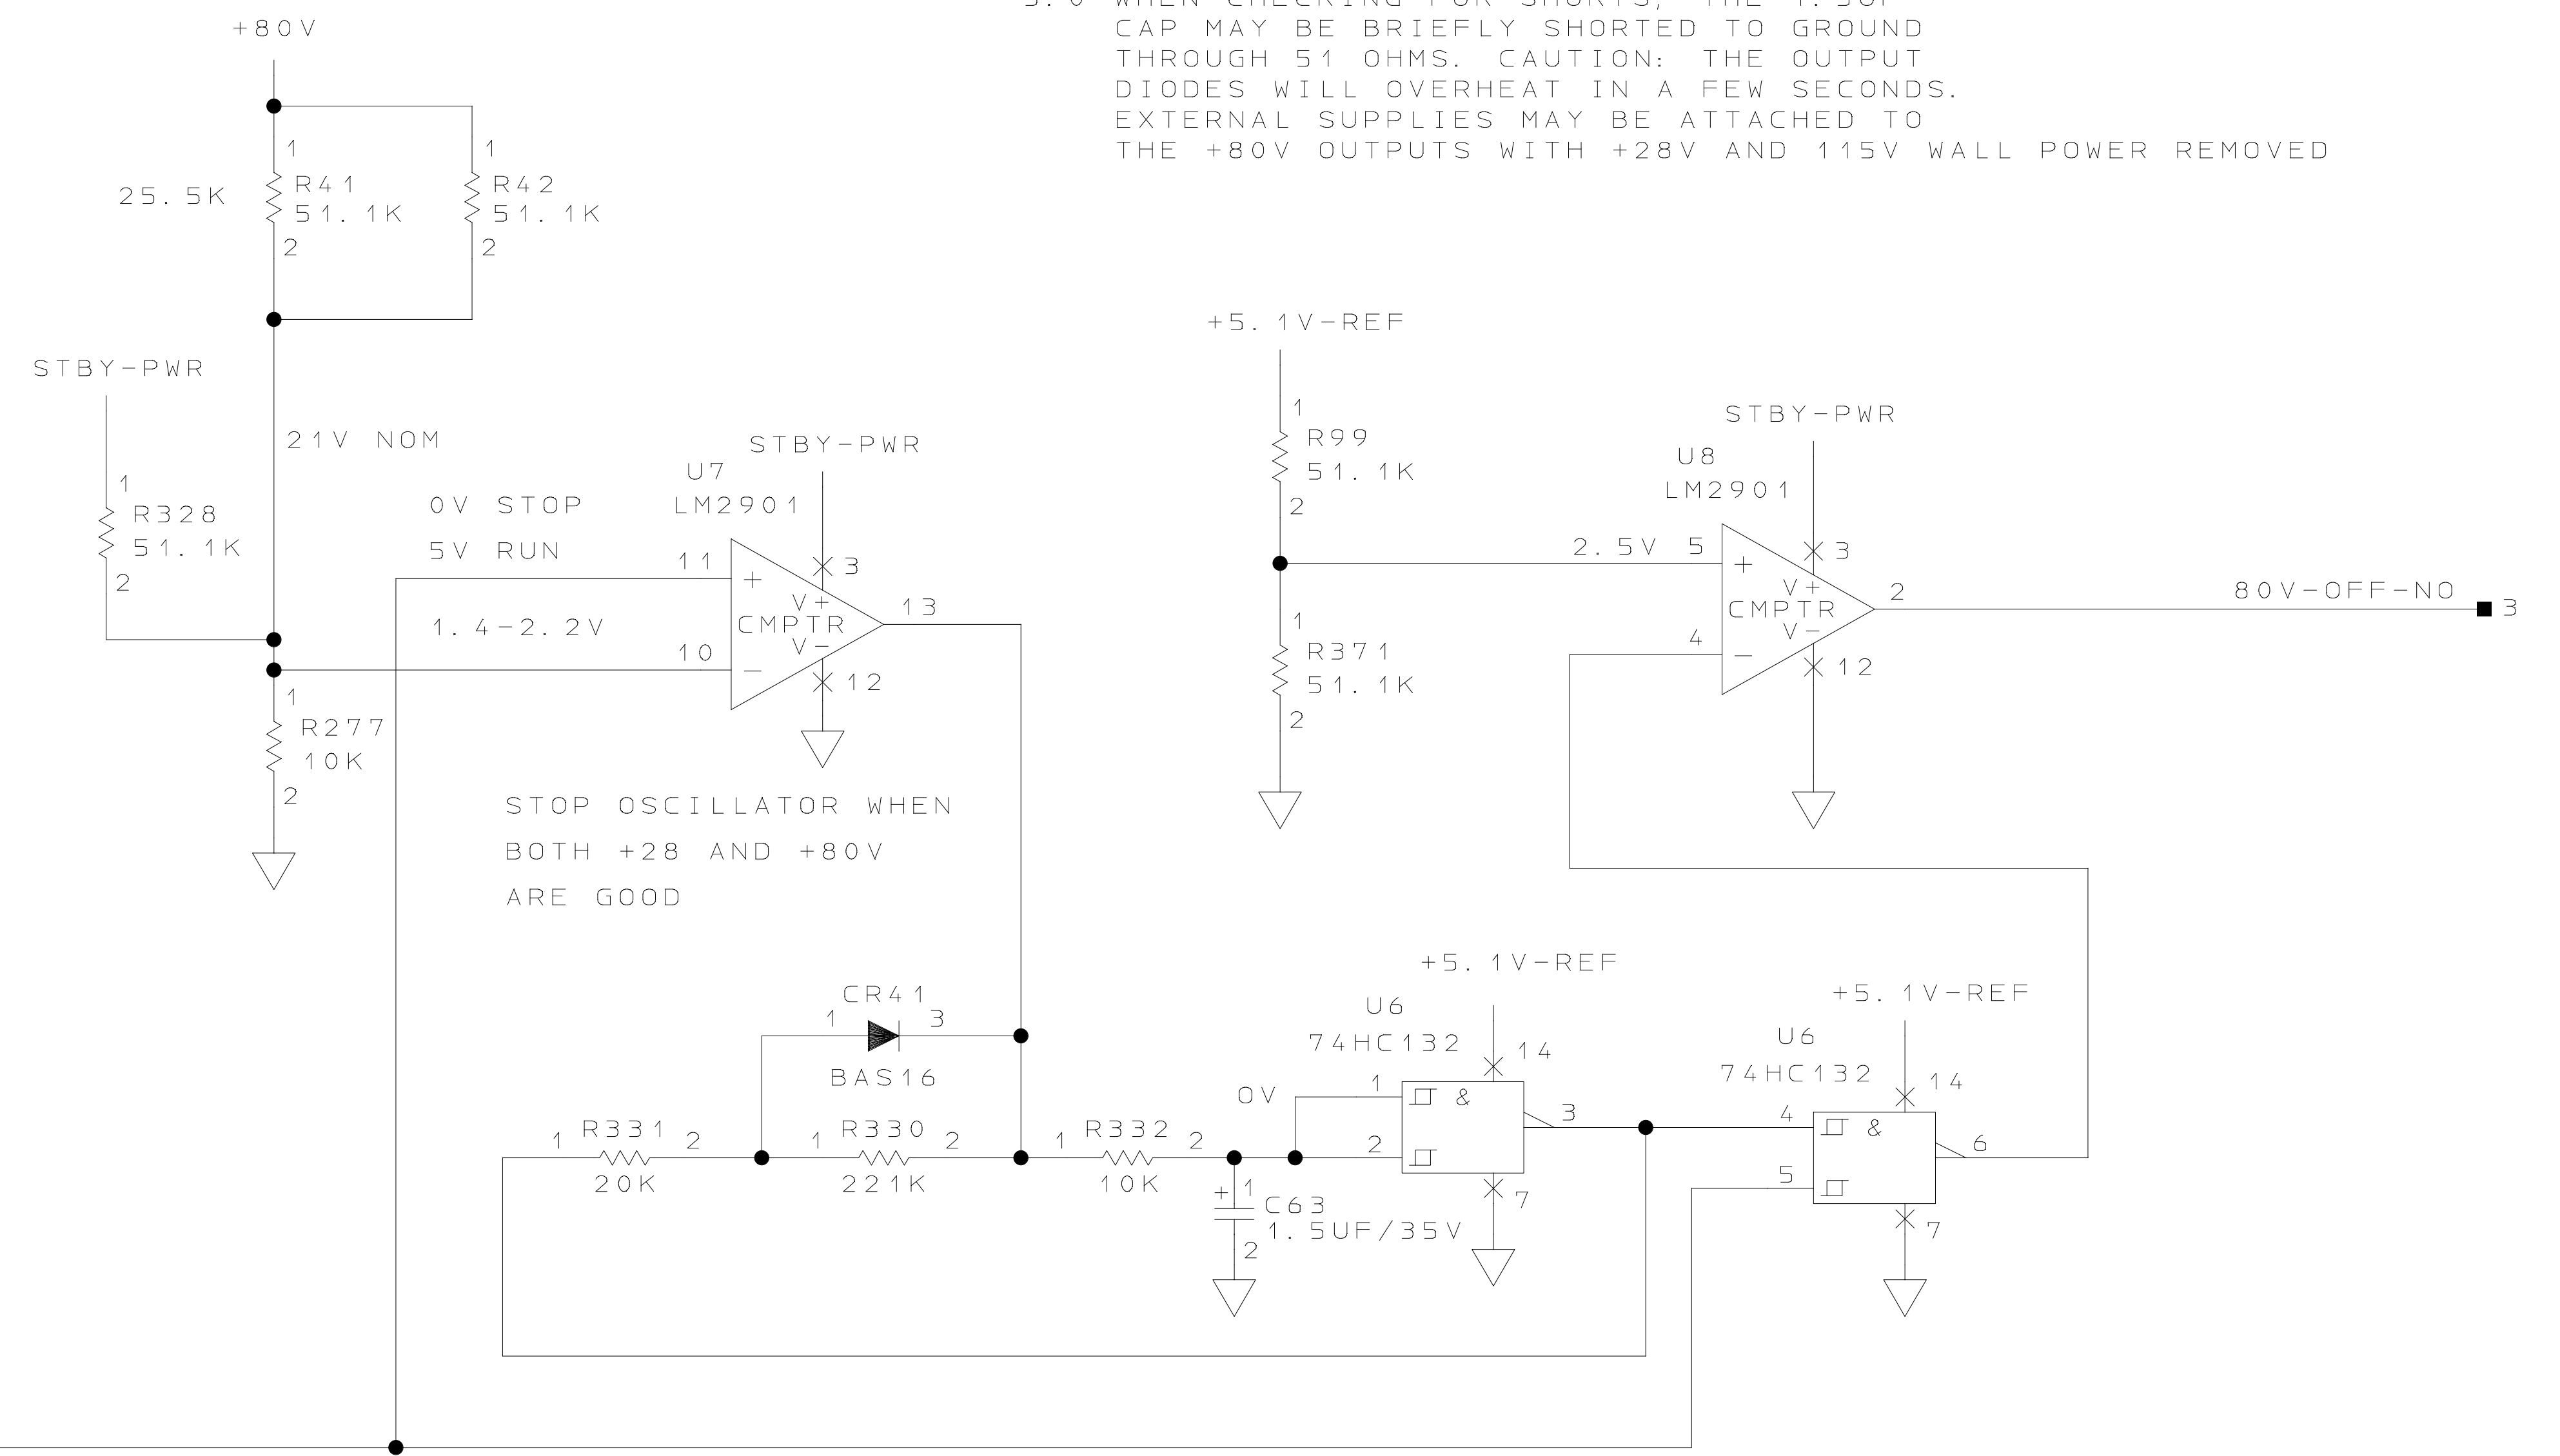 CAP MAY BE BRIEFLY SHORTED TO GROUND
THROUGH 51 OHMS. CAUTION: THE OUTPUT
DIODES WILL OVERHEAT IN A FEW SECONDS.
EXTERNAL SUPPLIES MAY BE ATTACHED TO
THE +80V OUTPUTS WITH +28V AND 115V WALL POWER REMOVED
+80V
1
R41
51.1K
2
25.5K
1
R42
51.1K
2
STBY-PWR
1
R328
51.1K
2
21V NOM
0V STOP
5V RUN
1.4-2.2V
1
R277
10K
2
STBY-PWR
U7
LM2901
11
+
10
-
3
V+
CMPTR
V-
12
13
STOP OSCILLATOR WHEN
BOTH +28 AND +80V
ARE GOOD
+5.1V-REF
1
R99
51.1K
2
1
R371
51.1K
2
STBY-PWR
U8
LM2901
2.5V
5
+
4
-
3
V+
CMPTR
V-
12
2
80V-OFF-NO
3
CR41
1
3
BAS16
1
R331
2
20K
1
R330
2
221K
1
R332
2
10K
+
1
C63
1.5UF/35V
2
0V
+5.1V-REF
U6
74HC132
14
1
&
2
3
7
+5.1V-REF
U6
74HC132
14
4
&
5
6
7